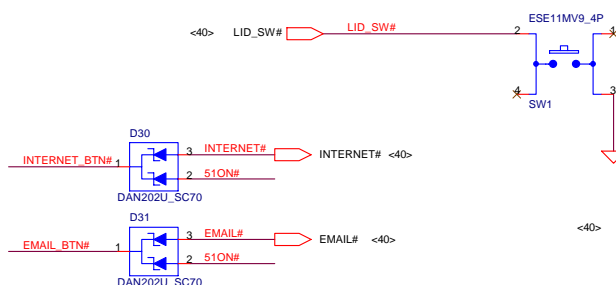 ESE11MV9_4P
<40> LID_SW# LID_SW# 2 1
4 3
SW1
D30
INTERNET_BTN# 1 3 INTERNET# INTERNET# <40>
2 51ON#
DAN202U_SC70
D31
<40>
EMAIL_BTN# 1 3 EMAIL# EMAIL# <40>
2 51ON#
DAN202U_SC70